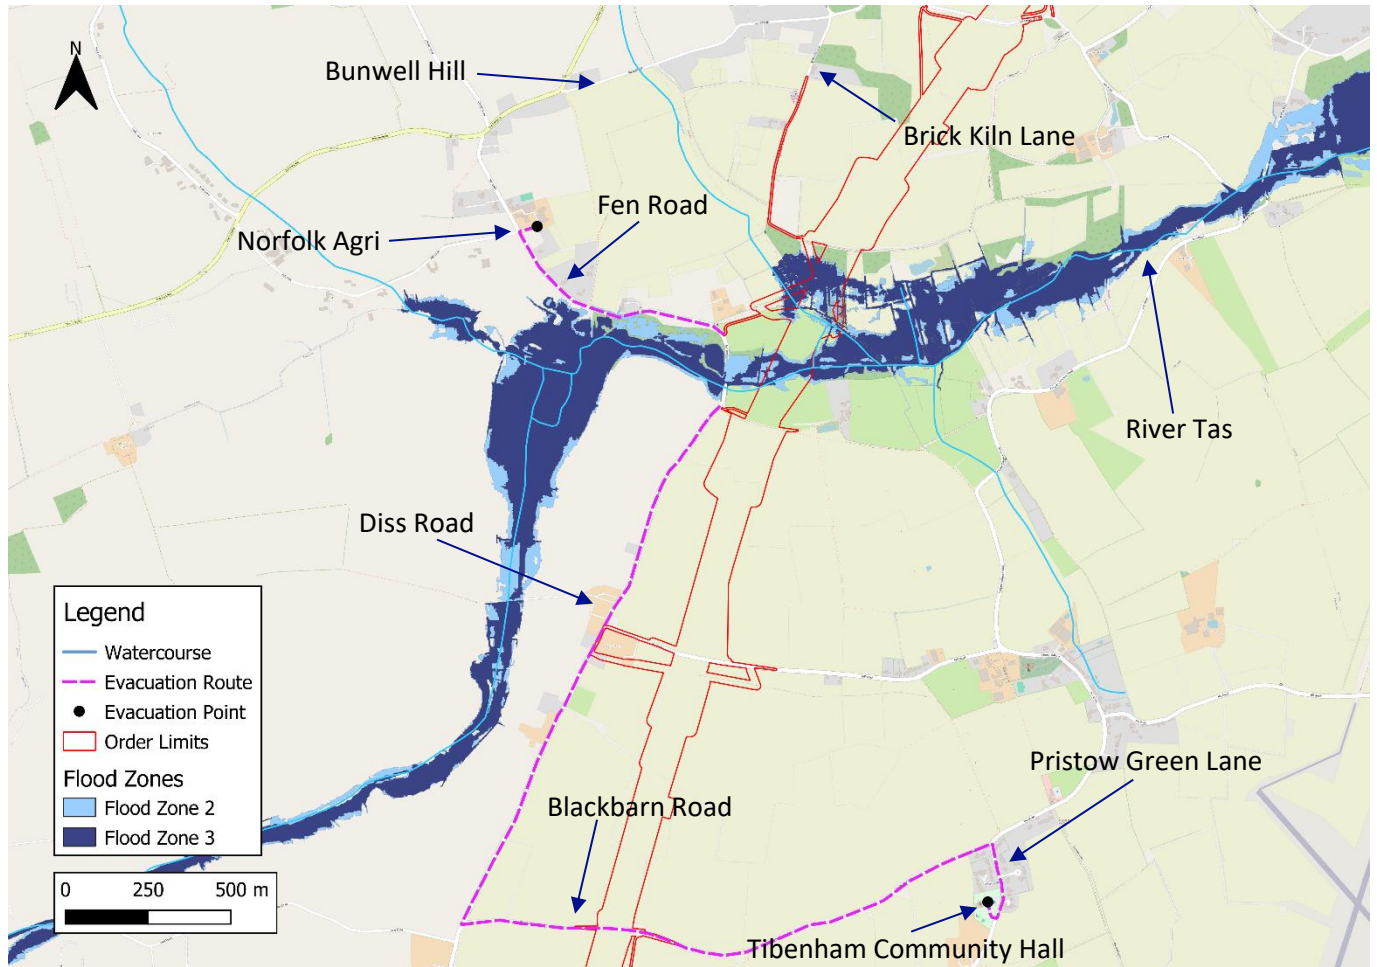 N
Bunwell Hill
Brick Kiln Lane
Fen Road
Norfolk Agri
River Tas
Diss Road
Legend
Watercourse
Evacuation Route
Evacuation Point
Order Limits
Flood Zones
Flood Zone 2
Flood Zone 3
Pristow Green Lane
Blackbarn Road
0 250 500 m
Tibenham Community Hall